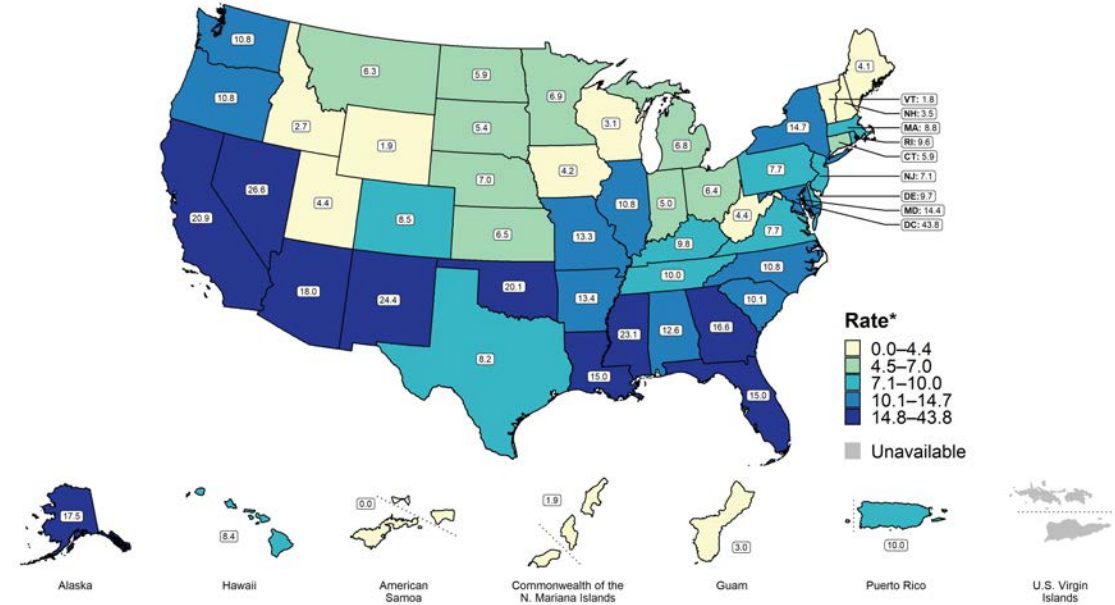 10.8
10.8
20.9
26.6
2.7
6.3
1.9
4.4
8.5
18.0
24.4
5.9
5.4
7.0
6.5
20.1
8.2
6.9
4.2
13.3
13.4
15.0
3.1
10.8
6.8
5.0
6.4
9.8
10.0
23.1
12.6
16.6
15.0
10.1
10.8
7.7
4.4
7.7
14.7
4.1
VT: 1.8
NH: 3.5
MA: 8.8
RI: 9.6
CT: 5.9
NJ: 7.1
DE: 9.7
MD: 14.4
DC: 43.8
Rate*
0.0–4.4
4.5–7.0
7.1–10.0
10.1–14.7
14.8–43.8
Unavailable
17.5
8.4
0.0
1.9
3.0
10.0
Alaska
Hawaii
American
Samoa
Commonwealth of the
N. Mariana Islands
Guam
Puerto Rico
U.S. Virgin
Islands